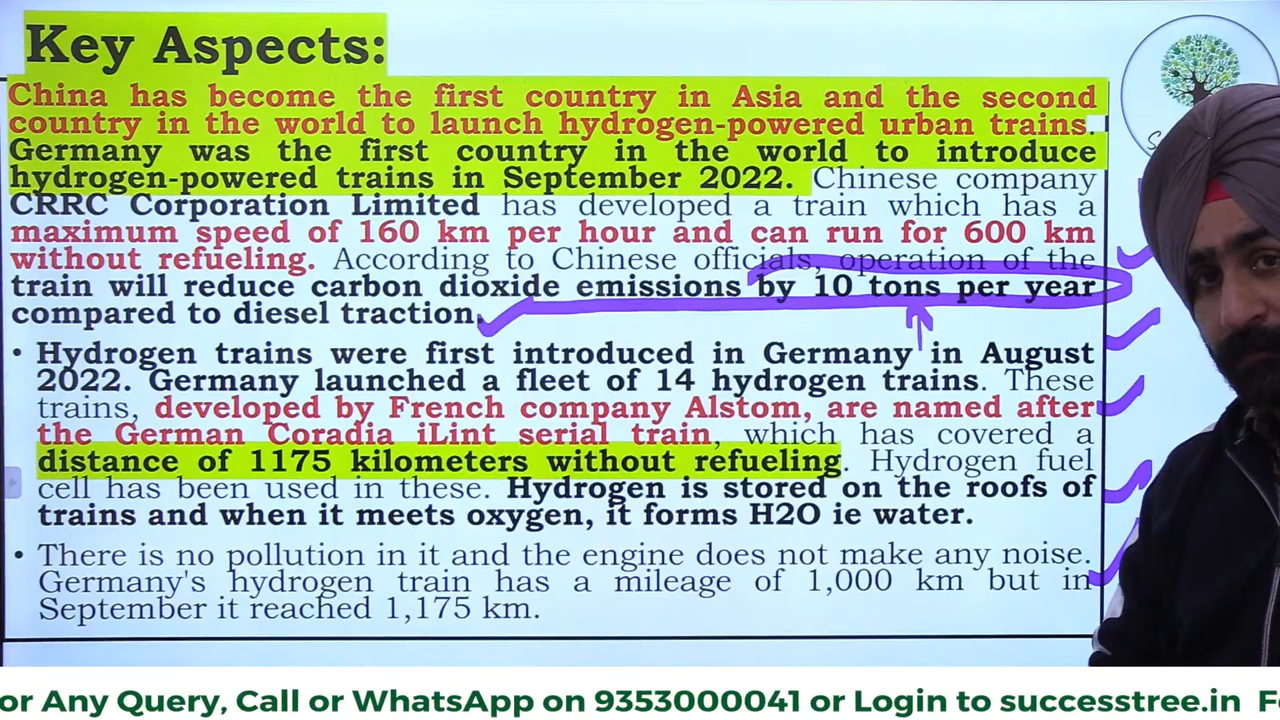 Key Aspects:
China has become the first country in Asia and the second
country in the world to launch hydrogen-powered urban trains.
Germany was the first country in the world to introduce
hydrogen-powered trains in September 2022. Chinese company
CRRC Corporation Limited has developed a train which has a
maximum speed of 160 km per hour and can run for 600 km
without refueling. According to Chinese officials, operation of the
train will reduce carbon dioxide emissions by 10 tons per year
compared to diesel traction.
• Hydrogen trains were first introduced in Germany in August
2022. Germany launched a fleet of 14 hydrogen trains. These
trains, developed by French company Alstom, are named after
the German Coradia iLint serial train, which has covered a
distance of 1175 kilometers without refueling. Hydrogen fuel
cell has been used in these. Hydrogen is stored on the roofs of
trains and when it meets oxygen, it forms H2O ie water.
• There is no pollution in it and the engine does not make any noise.
Germany's hydrogen train has a mileage of 1,000 km but in
September it reached 1,175 km.
or Any Query, Call or WhatsApp on 9353000041 or Login to successtree.in F